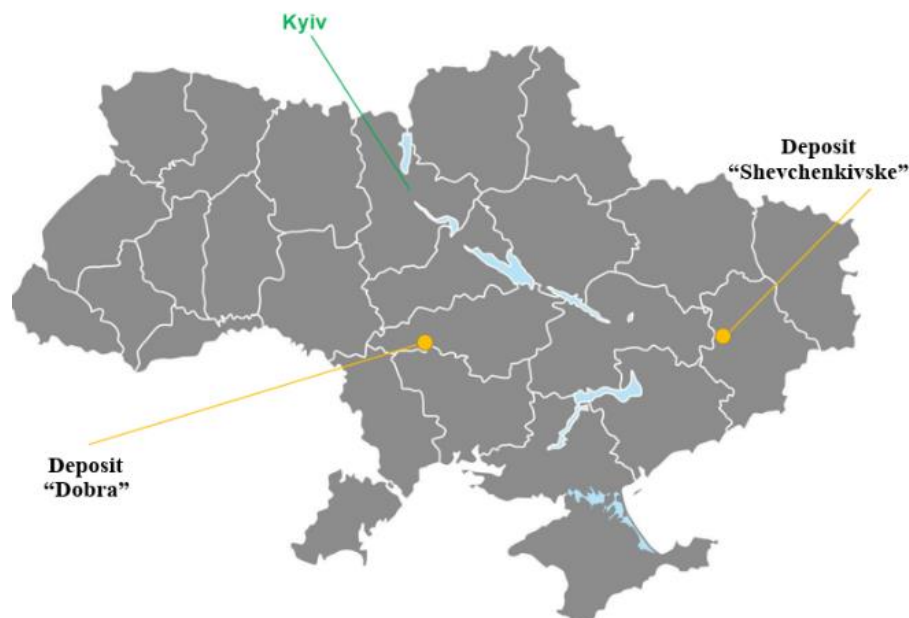 Kyiv
Deposit
“Shevchenkivske”
Deposit
“Dobra”